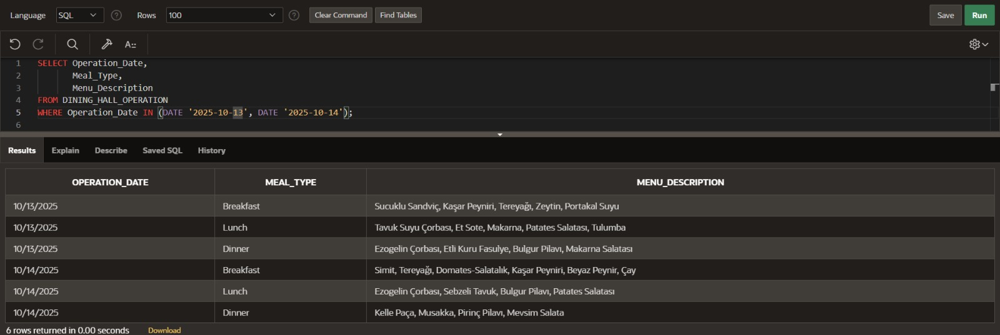 Language SQL Rows 100 Clear Command Find Tables Save Run
1 SELECT Operation_Date,
2 Meal_Type,
3 Menu_Description
4 FROM DINING_HALL_OPERATION
5 WHERE Operation_Date IN (DATE '2025-10-13', DATE '2025-10-14');
6
Results Explain Describe Saved SQL History
OPERATION_DATE MEAL_TYPE MENU_DESCRIPTION
10/13/2025 Breakfast Sucuklu Sandviç, Kaşar Peyniri, Tereyağı, Zeytin, Portakal Suyu
10/13/2025 Lunch Tavuk Suyu Çorbası, Et Sote, Makarna, Patates Salatası, Tulumba
10/13/2025 Dinner Ezogelin Çorbası, Etli Kuru Fasulye, Bulgur Pilavı, Makarna Salatası
10/14/2025 Breakfast Simit, Tereyağı, Domates-Salatalık, Kaşar Peyniri, Beyaz Peynir, Çay
10/14/2025 Lunch Ezogelin Çorbası, Sebzeli Tavuk, Bulgur Pilavı, Patates Salatası
10/14/2025 Dinner Kelle Paça, Musakka, Pirinç Pilavı, Mevsim Salata
6 rows returned in 0.00 seconds Download